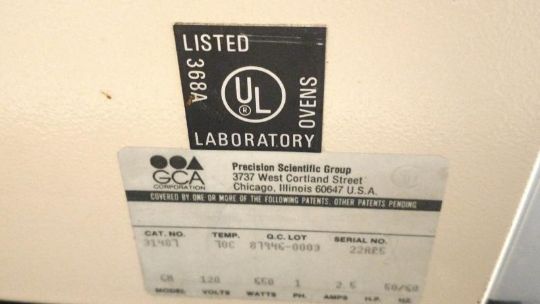 LISTED
368A
UL
®
OVENS
LABORATORY
GCA
CORPORATION
Precision Scientific Group
3737 West Cortland Street
Chicago, Illinois 60647 U.S.A.
COVERED BY ONE OR MORE OF THE FOLLOWING PATENTS, OTHER PATENTS PENDING
CAT. NO. TEMP. Q.C. LOT SERIAL NO.
31487 70C 87446-0003
120 650 1 2.5 50/60
MODEL VOLTS WATTS PH. AMPS H.P. HZ.